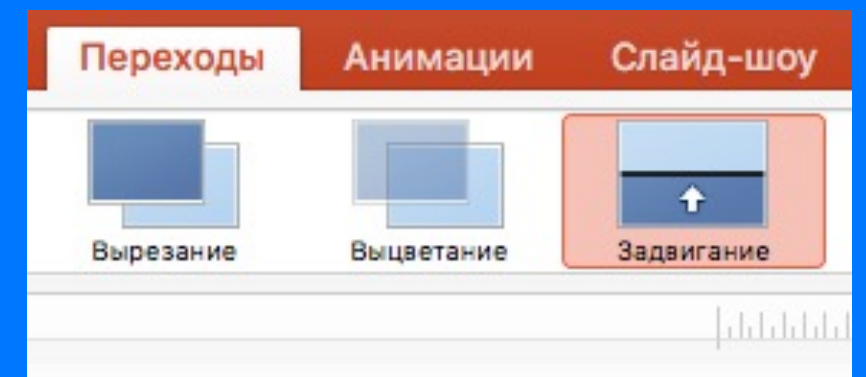 Переходы Анимации Слайд-шоу
Вырезание Выцветание Задвигание